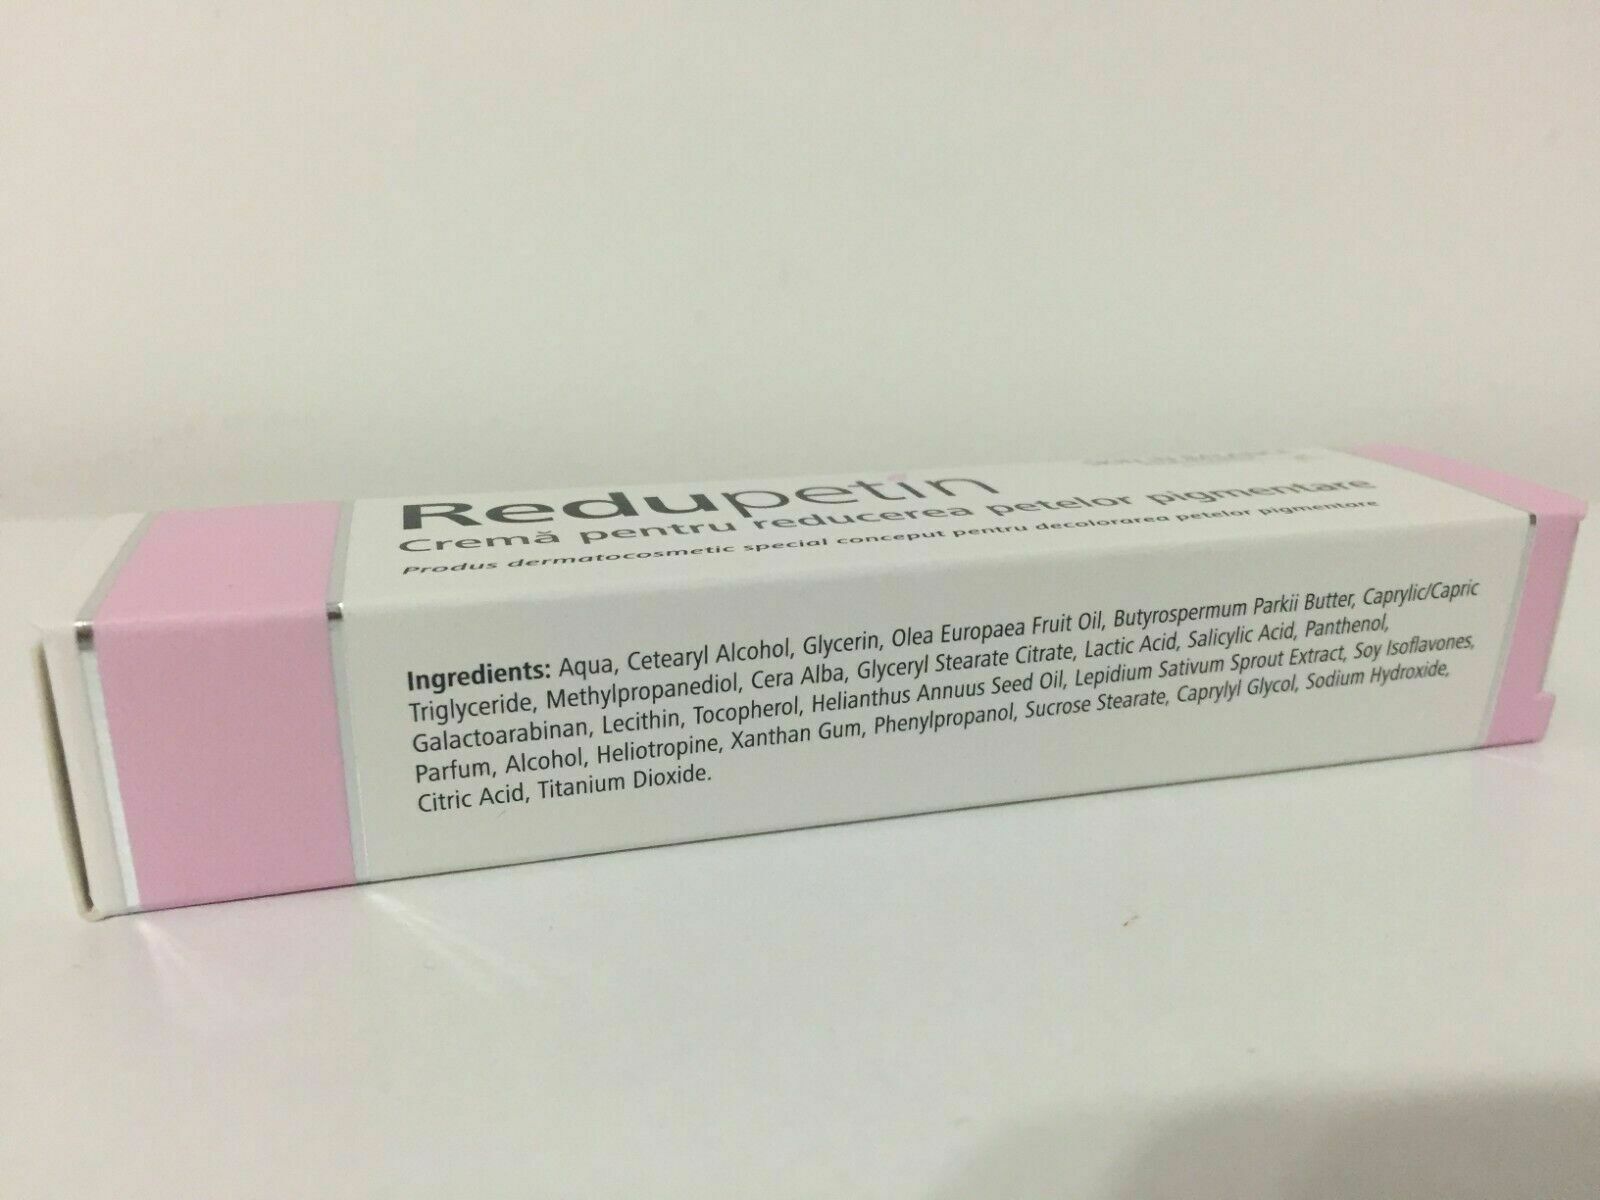 Redupetin
Cremă pentru reducerea petelor pigmentare
Produs dermatocosmetic special conceput pentru decolorarea petelor pigmentare
Ingredients: Aqua, Cetearyl Alcohol, Glycerin, Olea Europaea Fruit Oil, Butyrospermum Parkii Butter, Caprylic/Capric
Triglyceride, Methylpropanediol, Cera Alba, Glyceryl Stearate Citrate, Lactic Acid, Salicylic Acid, Panthenol,
Galactoarabinan, Lecithin, Tocopherol, Helianthus Annuus Seed Oil, Lepidium Sativum Sprout Extract, Soy Isoflavones,
Parfum, Alcohol, Heliotropine, Xanthan Gum, Phenylpropanol, Sucrose Stearate, Caprylyl Glycol, Sodium Hydroxide,
Citric Acid, Titanium Dioxide.